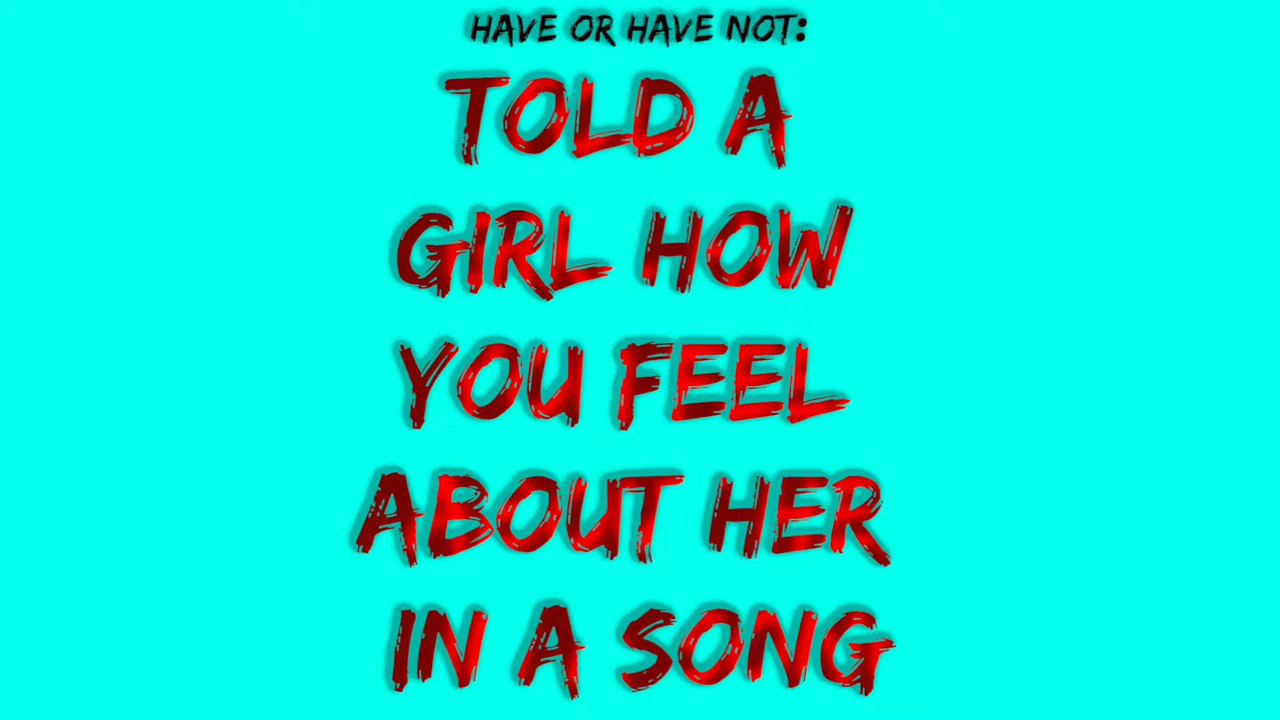 HAVE OR HAVE NOT:
TOLD A
GIRL HOW
YOU FEEL
ABOUT HER
IN A SONG